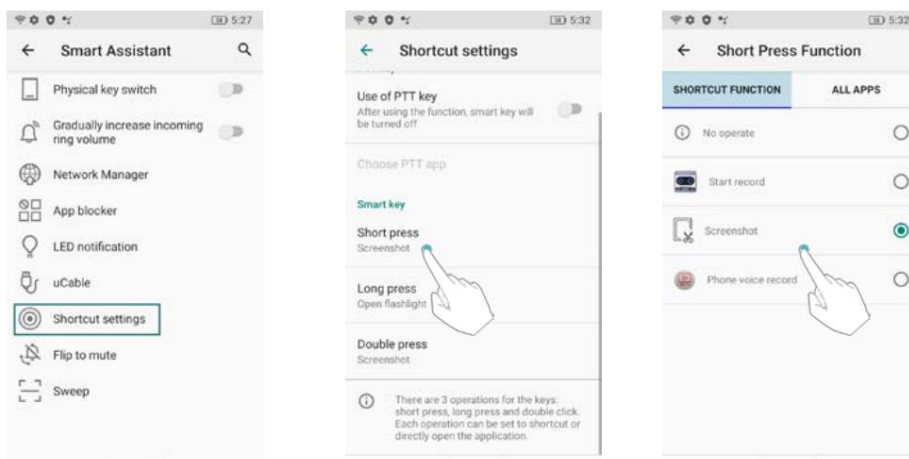 5:27
Smart Assistant
Physical key switch
Gradually increase incoming
ring volume
Network Manager
App blocker
LED notification
uCable
Shortcut settings
Flip to mute
Sweep
5:32
Shortcut settings
Use of PTT key
After using the function, smart key will
be turned off
Choose PTT app
Smart key
Short press
Screenshot
Long press
Open flashlight
Double press
Screenshot
There are 3 operations for the keys:
short press, long press and double click.
Each operation can be set to shortcut or
directly open the application.
5:32
Short Press Function
SHORTCUT FUNCTION ALL APPS
No operate
Start record
Screenshot
Phone voice record